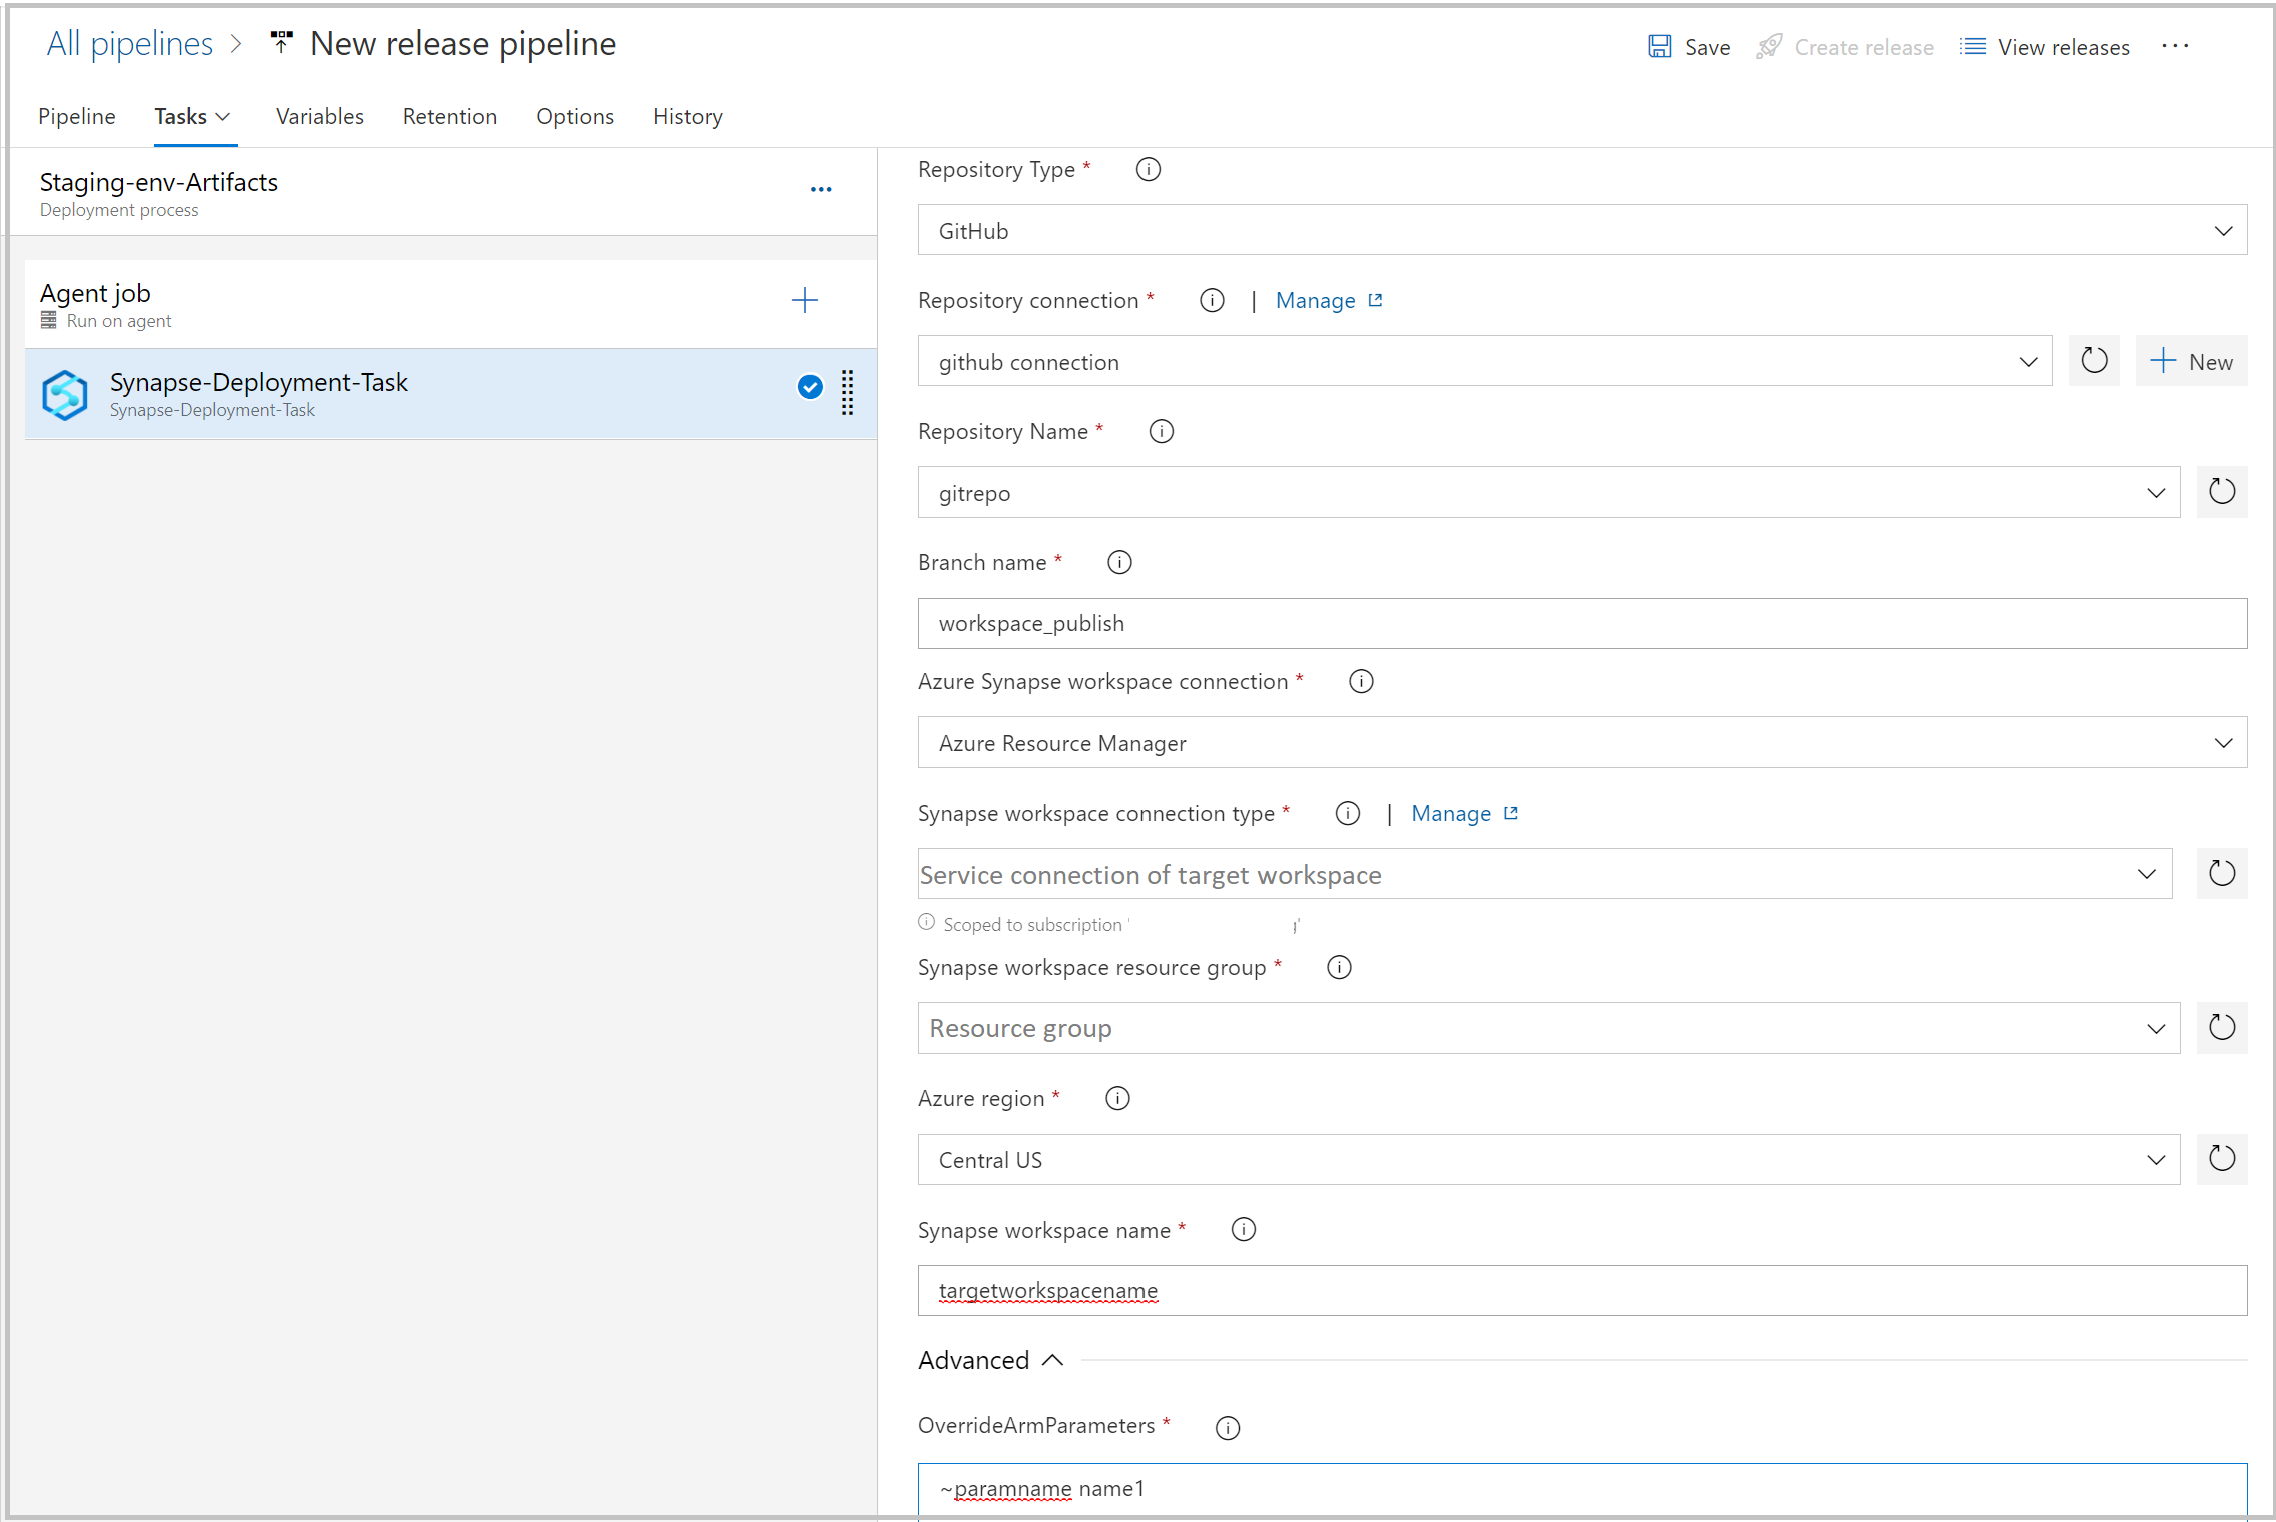 All pipelines > New release pipeline
Save Create release View releases ...
Pipeline Tasks Variables Retention Options History
Staging-env-Artifacts
Deployment process
...
Agent job
Run on agent
Synapse-Deployment-Task
Synapse-Deployment-Task
Repository Type *
GitHub
Repository connection * | Manage
github connection
New
Repository Name *
gitrepo
Branch name *
workspace_publish
Azure Synapse workspace connection *
Azure Resource Manager
Synapse workspace connection type * | Manage
Service connection of target workspace
Scoped to subscription ' '
Synapse workspace resource group *
Resource group
Azure region *
Central US
Synapse workspace name *
targetworkspacename
Advanced
OverrideArmParameters *
~paramname name1